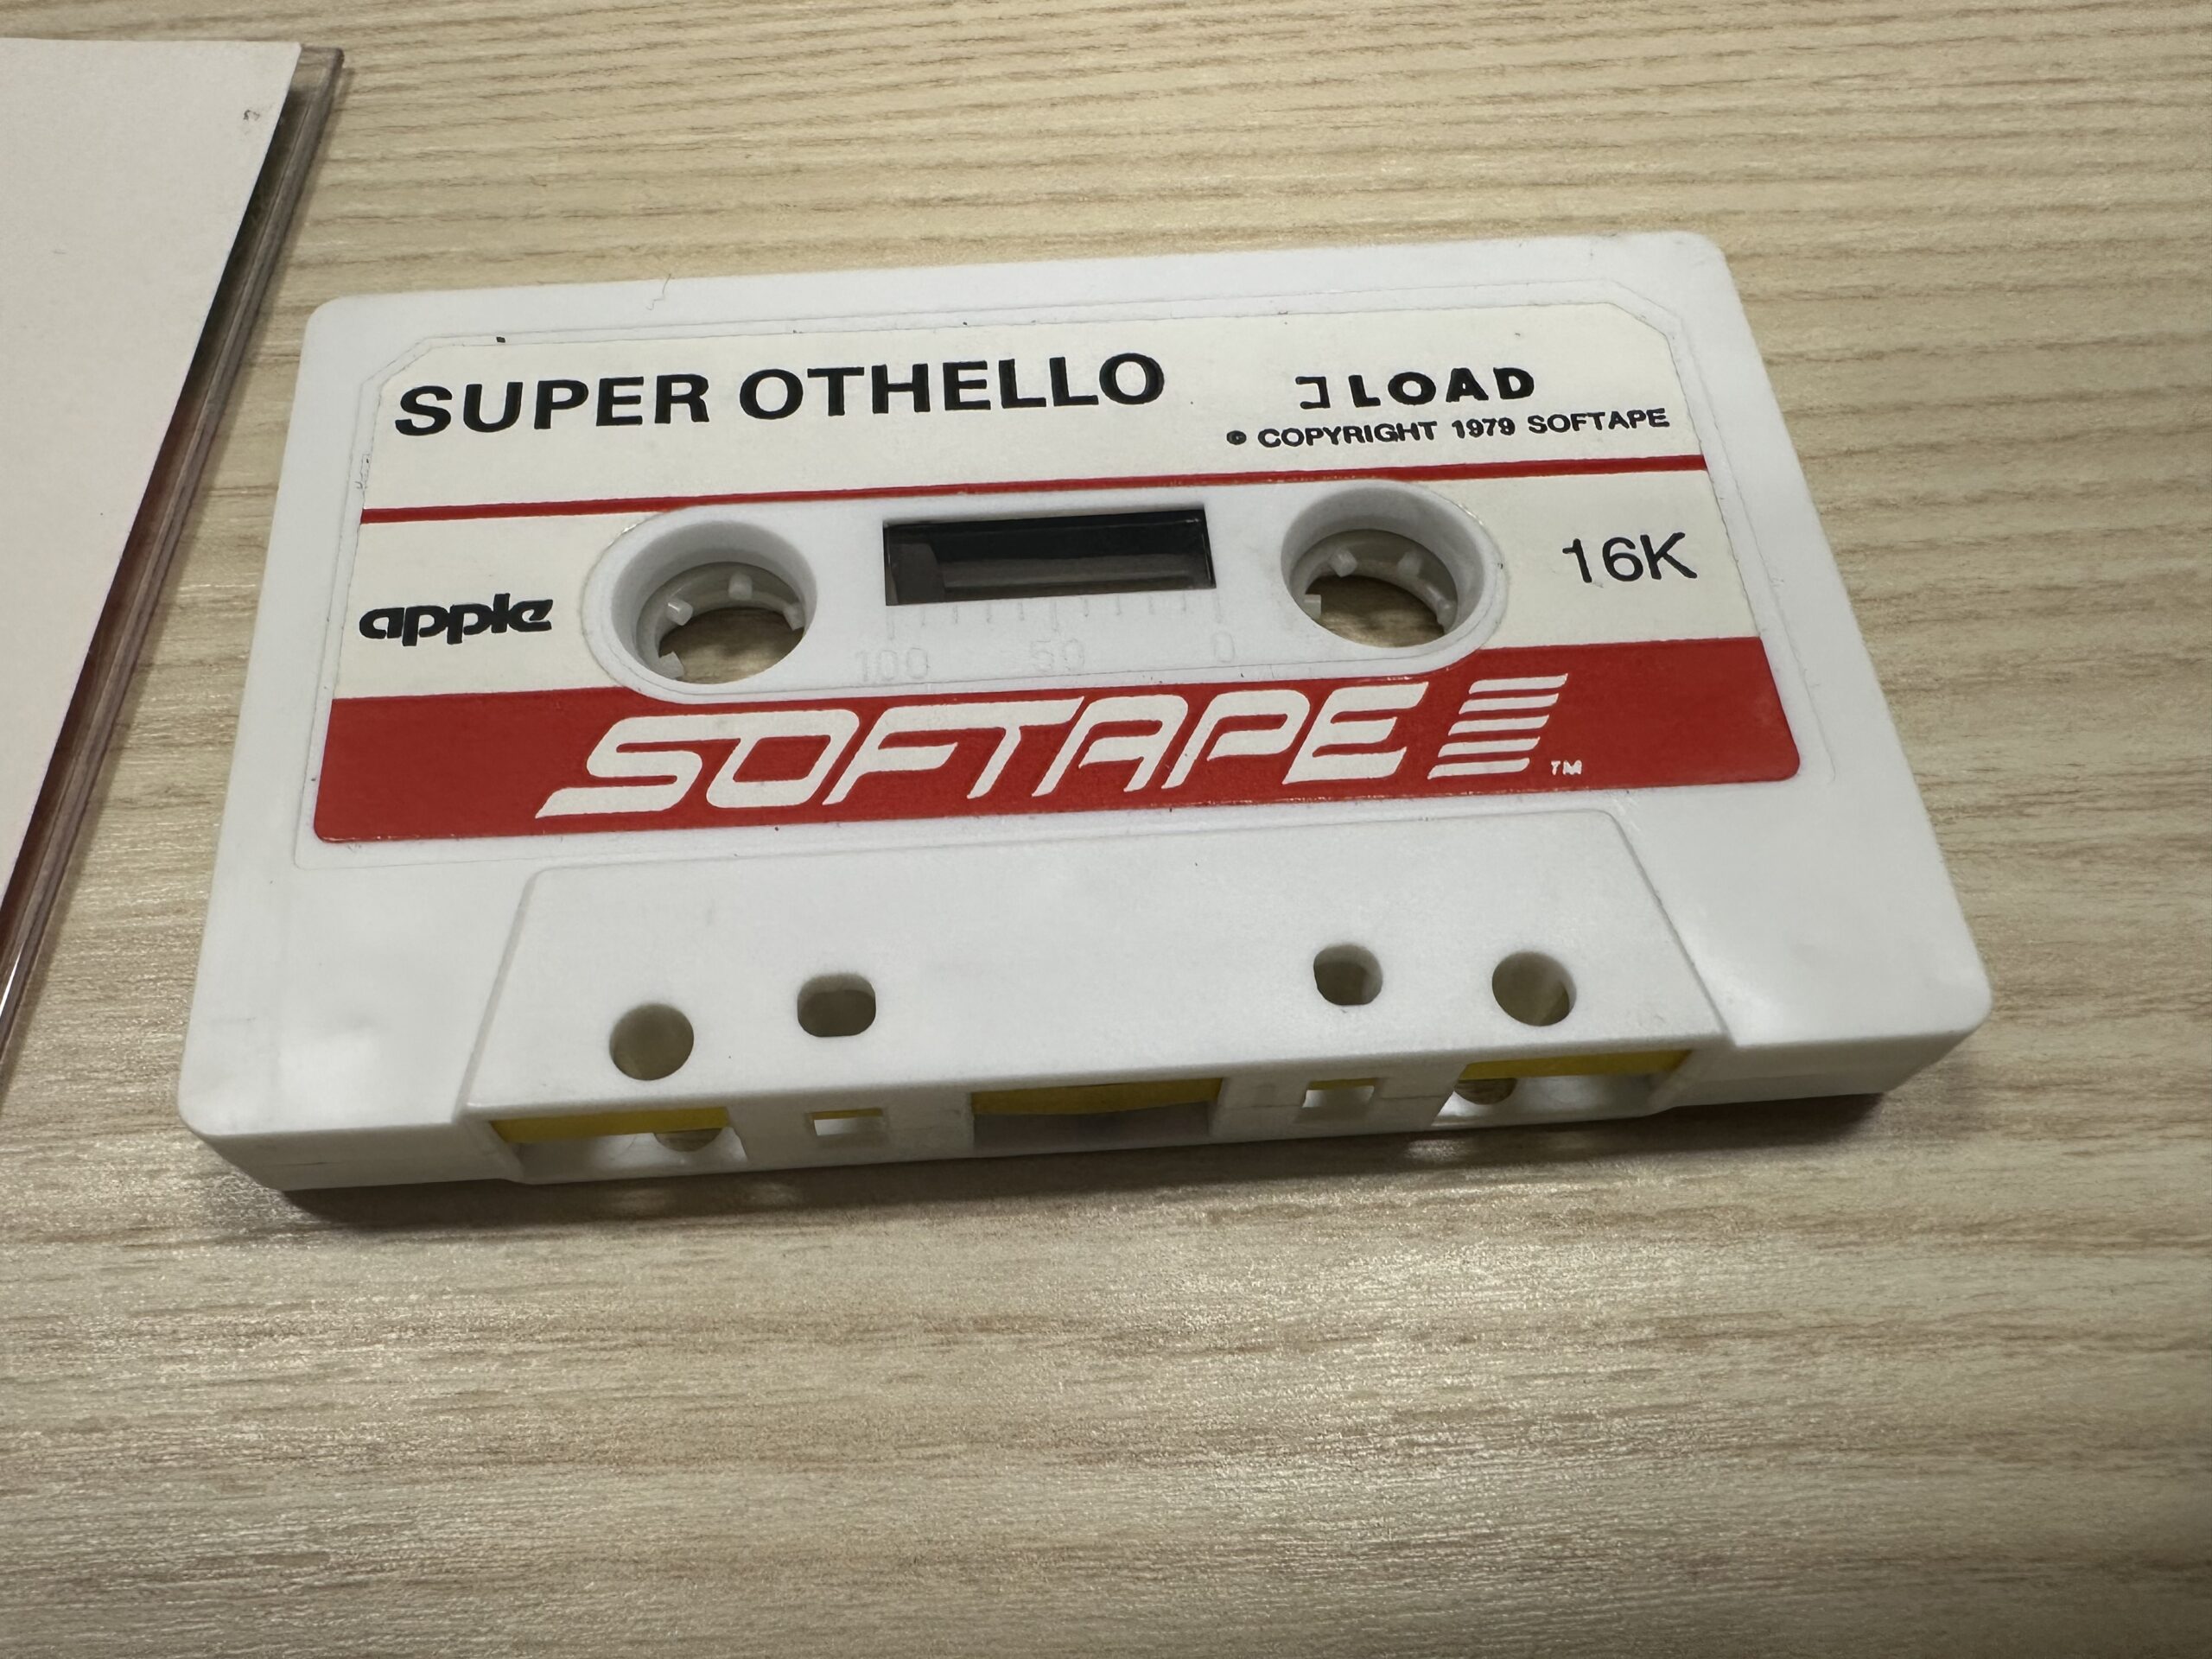 SUPER OTHELLO
]LOAD
© COPYRIGHT 1979 SOFTAPE
apple
16K
100 50 0
SOFTAPE
TM